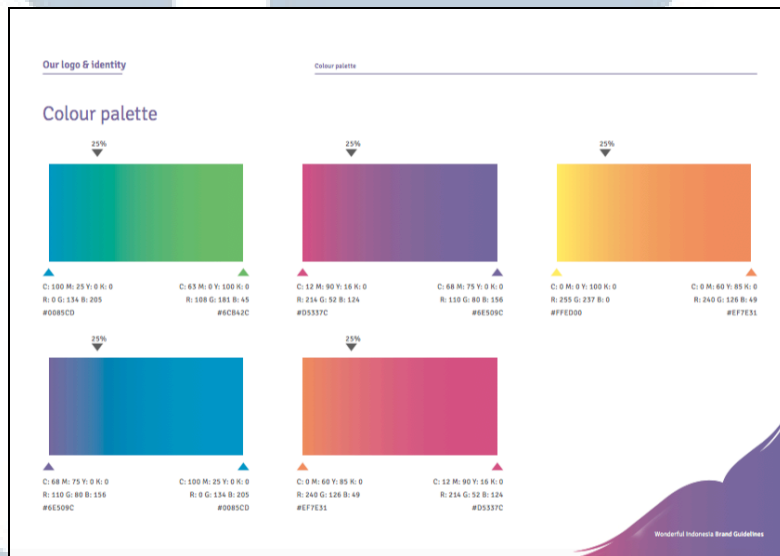 Our logo & identity
Colour palette
Colour palette
25%
25%
25%
C: 100 M: 25 Y: 0 K: 0
C: 63 M: 0 Y: 100 K: 0
R: 0 G: 134 B: 205
R: 108 G: 181 B: 45
#0085CD
#6CB42C
C: 12 M: 90 Y: 16 K: 0
C: 68 M: 75 Y: 0 K: 0
R: 214 G: 52 B: 124
R: 110 G: 80 B: 156
#D5337C
#6E509C
C: 0 M: 0 Y: 100 K: 0
C: 0 M: 60 Y: 85 K: 0
R: 255 G: 237 B: 0
R: 240 G: 126 B: 49
#FFED00
#EF7E31
25%
25%
C: 68 M: 75 Y: 0 K: 0
C: 100 M: 25 Y: 0 K: 0
R: 110 G: 80 B: 156
R: 0 G: 134 B: 205
#6E509C
#0085CD
C: 0 M: 60 Y: 85 K: 0
C: 12 M: 90 Y: 16 K: 0
R: 240 G: 126 B: 49
R: 214 G: 52 B: 124
#EF7E31
#D5337C
Wonderful Indonesia Brand Guidelines